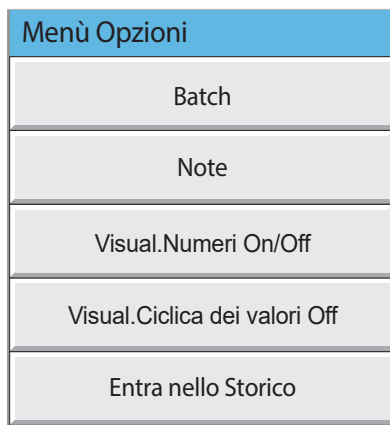 Menù Opzioni
Batch
Note
Visual.Numeri On/Off
Visual.Ciclica dei valori Off
Entra nello Storico